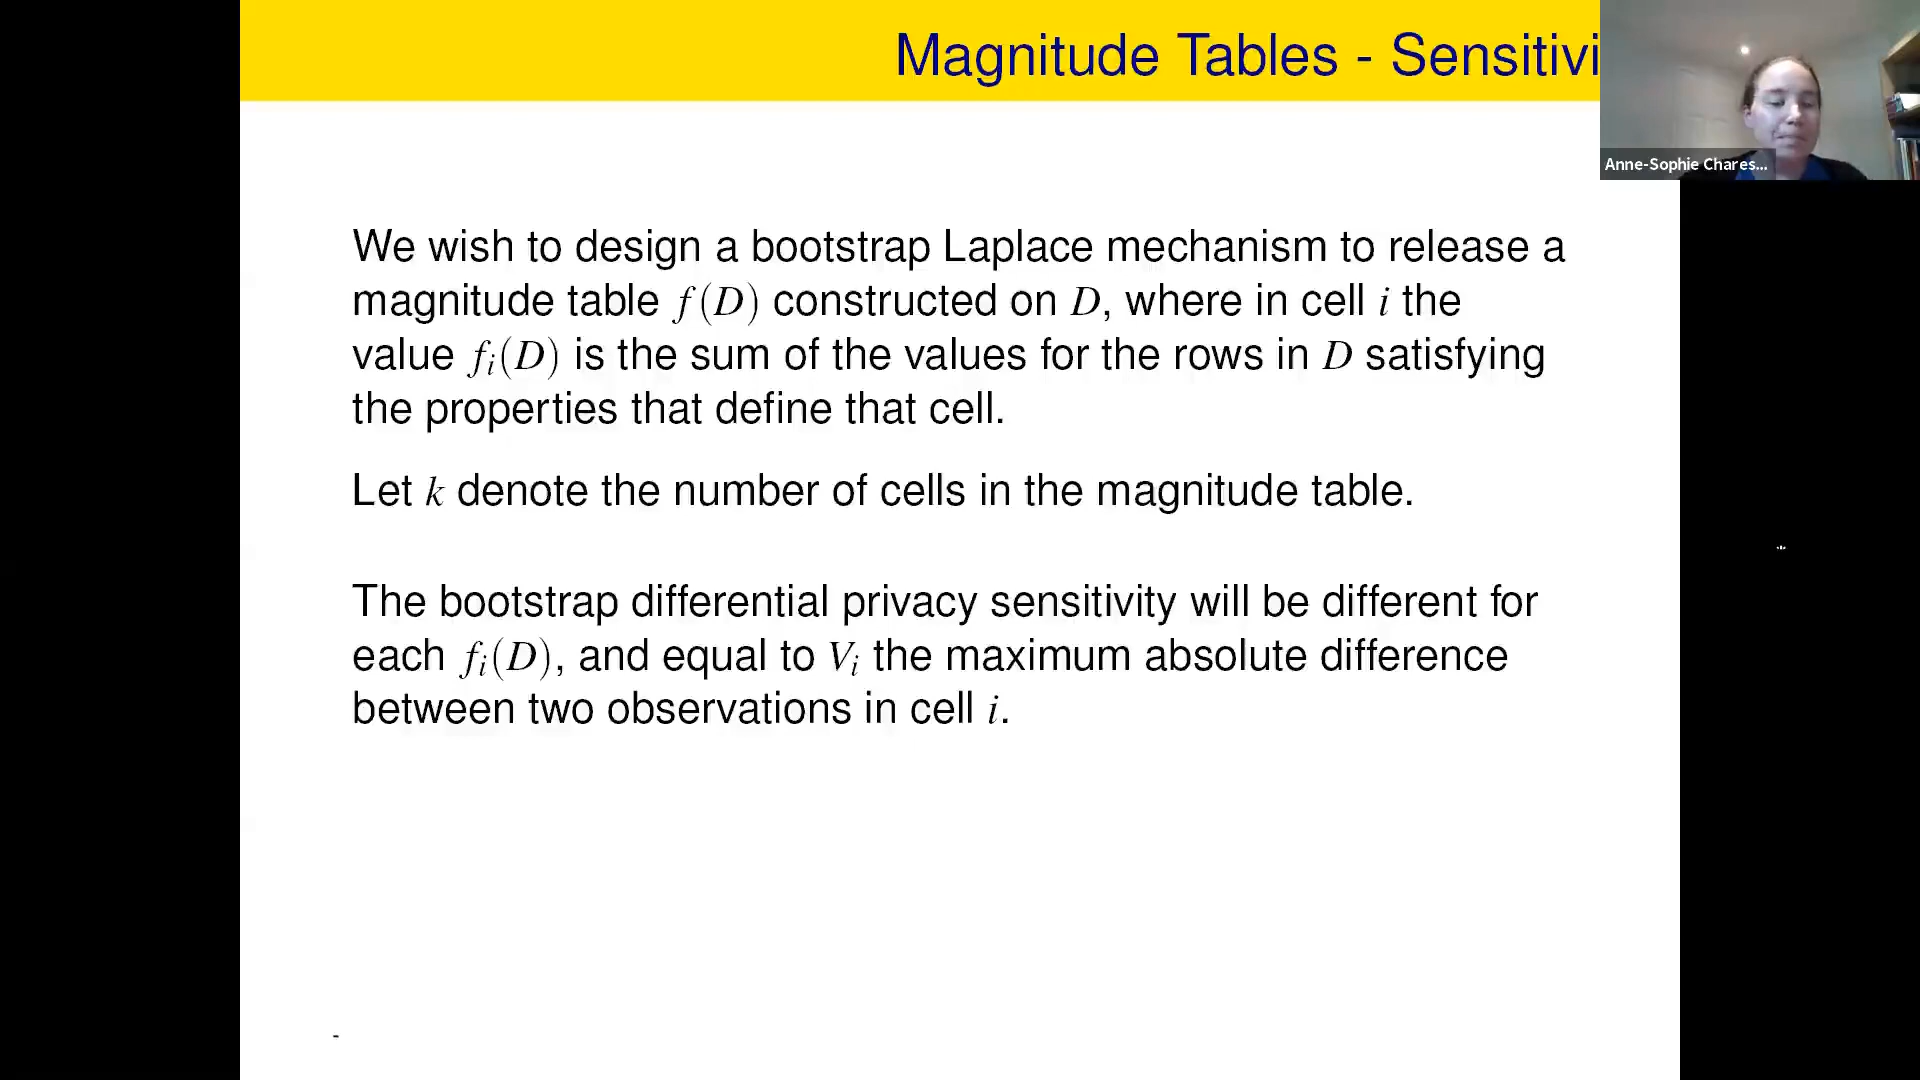 Magnitude Tables - Sensitivi
Anne-Sophie Chares...
We wish to design a bootstrap Laplace mechanism to release a
magnitude table f(D) constructed on D, where in cell i the
value fᵢ(D) is the sum of the values for the rows in D satisfying
the properties that define that cell.
Let k denote the number of cells in the magnitude table.
The bootstrap differential privacy sensitivity will be different for
each fᵢ(D), and equal to Vᵢ the maximum absolute difference
between two observations in cell i.
-